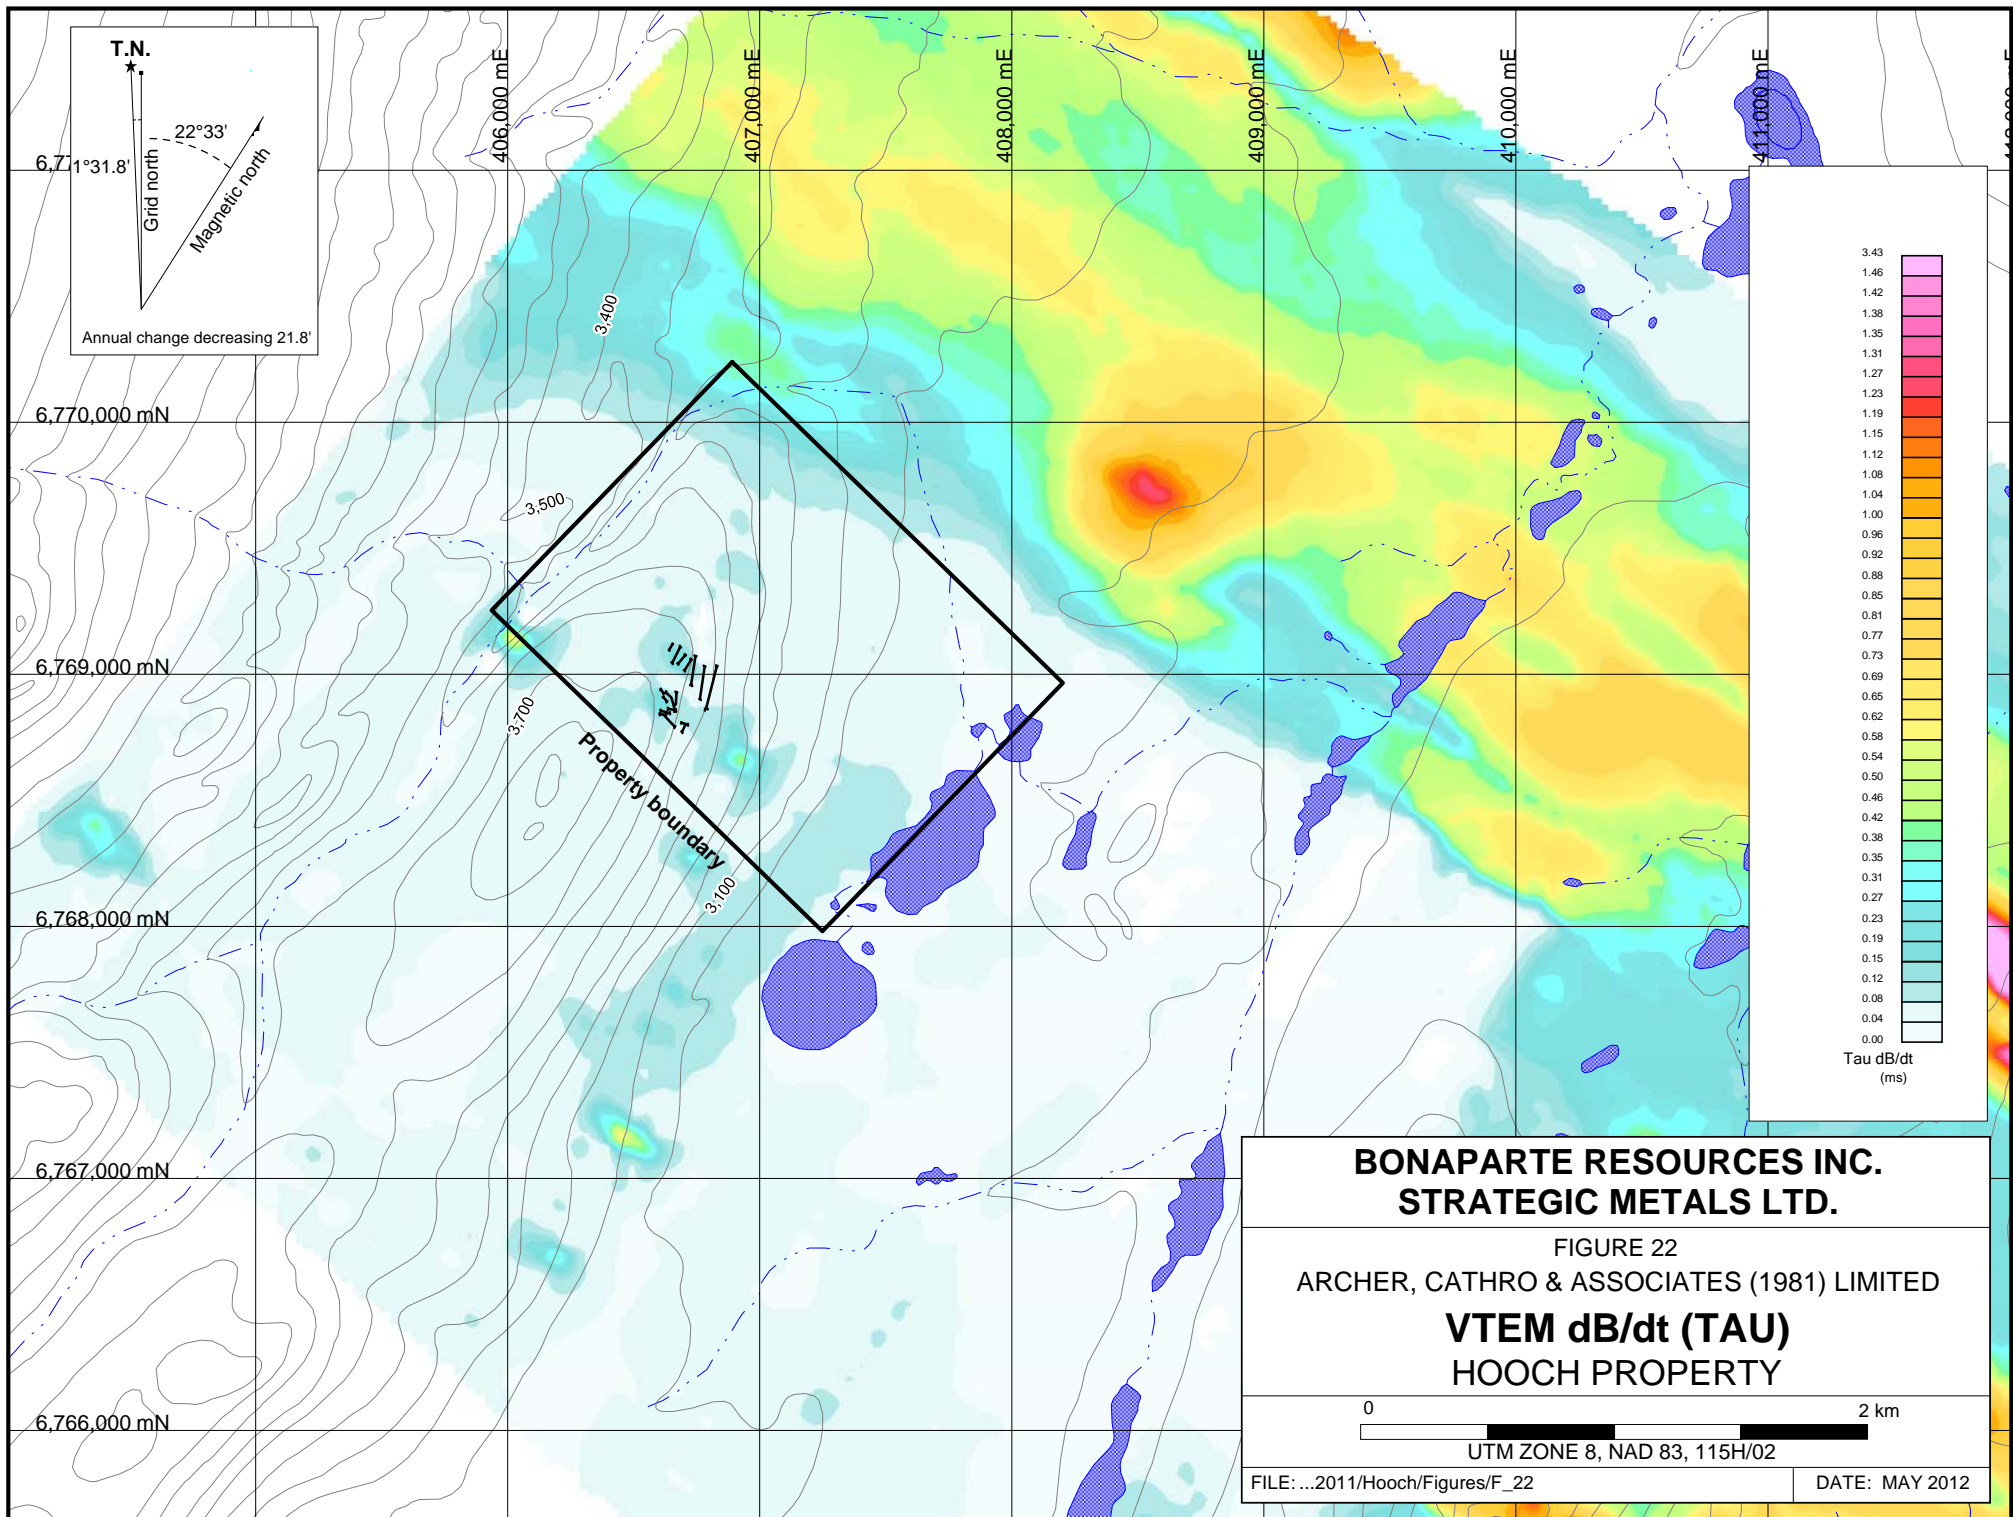 T.N.
22°33'
1°31.8'
Grid north
Magnetic north
Annual change decreasing 21.8'
406,000 mE
407,000 mE
408,000 mE
409,000 mE
410,000 mE
411,000 mE
6,770,000 mN
6,769,000 mN
6,768,000 mN
6,767,000 mN
6,766,000 mN
3,400
3,500
3,700
3,100
Property boundary
3.43
1.46
1.42
1.38
1.35
1.31
1.27
1.23
1.19
1.15
1.12
1.08
1.04
1.00
0.96
0.92
0.88
0.85
0.81
0.77
0.73
0.69
0.65
0.62
0.58
0.54
0.50
0.46
0.42
0.38
0.35
0.31
0.27
0.23
0.19
0.15
0.12
0.08
0.04
0.00
Tau dB/dt
(ms)
BONAPARTE RESOURCES INC.
STRATEGIC METALS LTD.
FIGURE 22
ARCHER, CATHRO & ASSOCIATES (1981) LIMITED
VTEM dB/dt (TAU)
HOOCH PROPERTY
0 2 km
UTM ZONE 8, NAD 83, 115H/02
FILE: ...2011/Hooch/Figures/F_22
DATE: MAY 2012